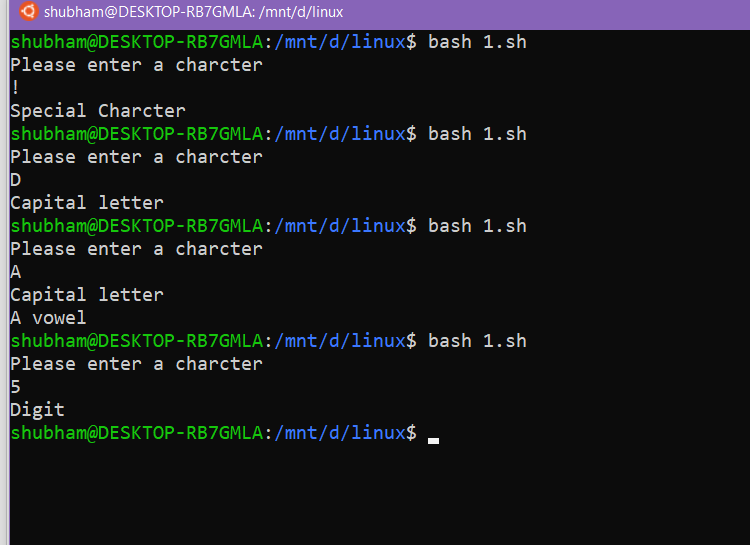 shubham@DESKTOP-RB7GMLA: /mnt/d/linux
shubham@DESKTOP-RB7GMLA:/mnt/d/linux$ bash 1.sh
Please enter a charcter
!
Special Charcter
shubham@DESKTOP-RB7GMLA:/mnt/d/linux$ bash 1.sh
Please enter a charcter
D
Capital letter
shubham@DESKTOP-RB7GMLA:/mnt/d/linux$ bash 1.sh
Please enter a charcter
A
Capital letter
A vowel
shubham@DESKTOP-RB7GMLA:/mnt/d/linux$ bash 1.sh
Please enter a charcter
5
Digit
shubham@DESKTOP-RB7GMLA:/mnt/d/linux$